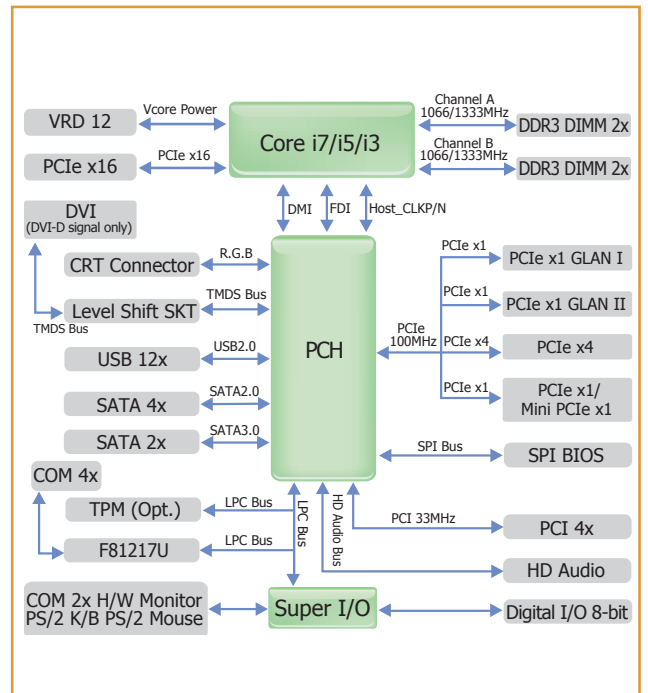 VRD 12
Vcore Power
Core i7/i5/i3
Channel A
1066/1333MHz
DDR3 DIMM 2x
PCIe x16
PCIe x16
Channel B
1066/1333MHz
DDR3 DIMM 2x
DMI
FDI
Host_CLKP/N
DVI
(DVI-D signal only)
CRT Connector
R.G.B
Level Shift SKT
TMDS Bus
TMDS Bus
USB 12x
USB2.0
SATA 4x
SATA2.0
SATA 2x
SATA3.0
PCH
PCIe
100MHz
PCIe x1
PCIe x1 GLAN I
PCIe x1
PCIe x1 GLAN II
PCIe x4
PCIe x4
PCIe x1
PCIe x1/
Mini PCIe x1
SPI Bus
SPI BIOS
COM 4x
TPM (Opt.)
LPC Bus
F81217U
LPC Bus
LPC Bus
HD Audio Bus
PCI 33MHz
PCI 4x
HD Audio
COM 2x H/W Monitor
PS/2 K/B PS/2 Mouse
Super I/O
Digital I/O 8-bit